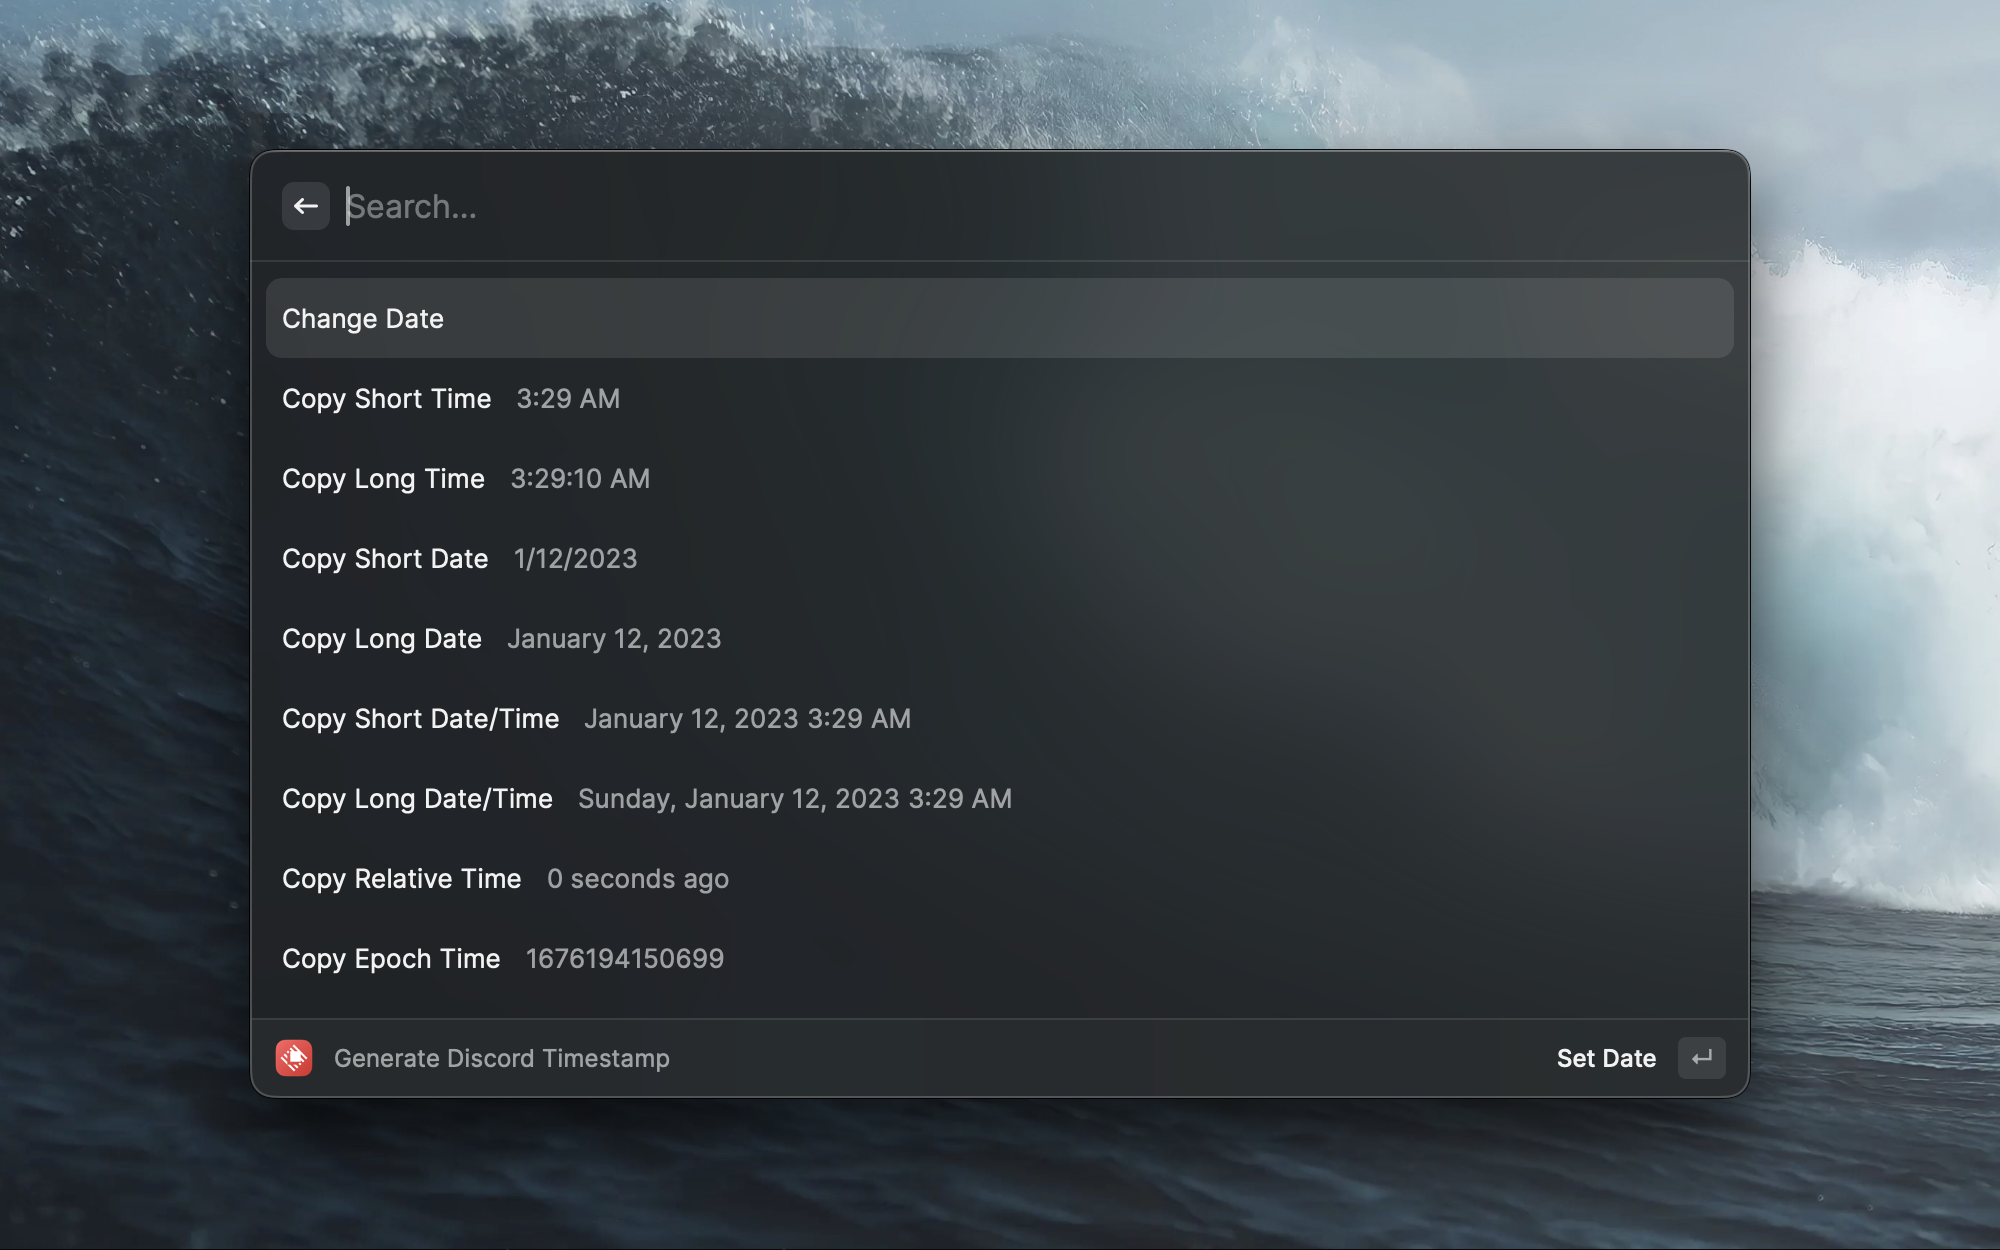 Search...
Change Date
Copy Short Time 3:29 AM
Copy Long Time 3:29:10 AM
Copy Short Date 1/12/2023
Copy Long Date January 12, 2023
Copy Short Date/Time January 12, 2023 3:29 AM
Copy Long Date/Time Sunday, January 12, 2023 3:29 AM
Copy Relative Time 0 seconds ago
Copy Epoch Time 1676194150699
Generate Discord Timestamp Set Date